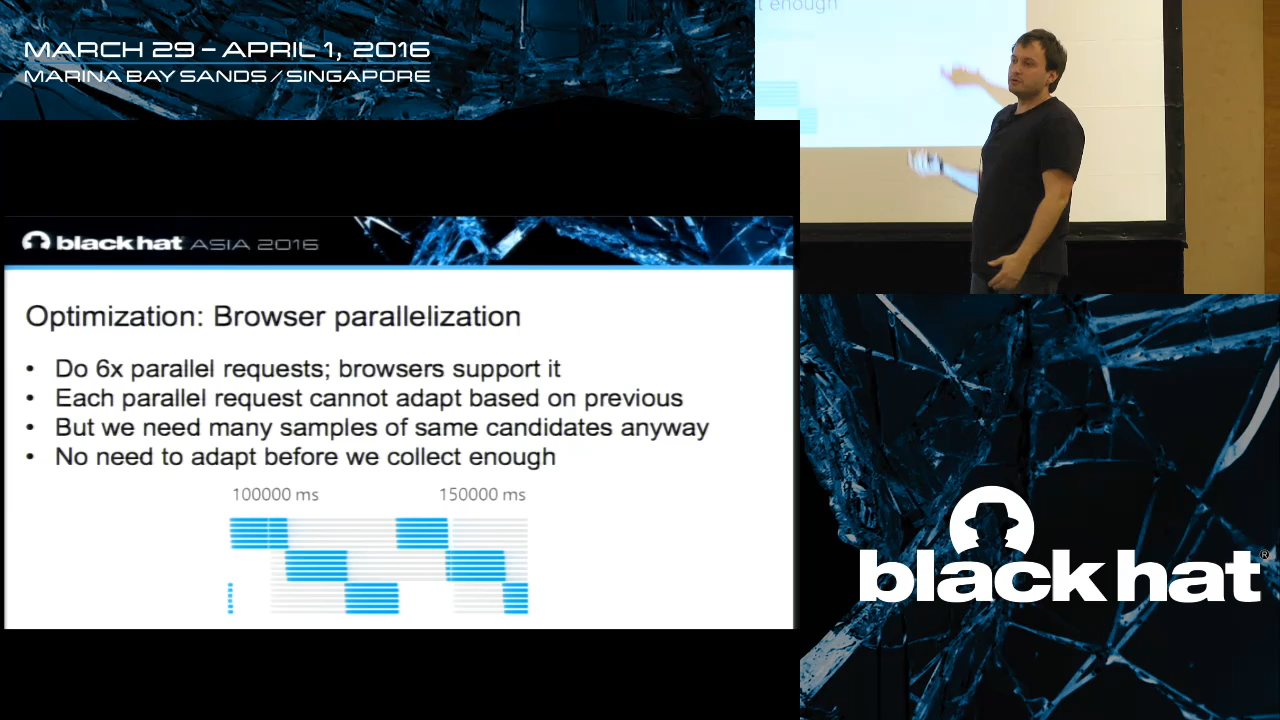 MARCH 29 – APRIL 1, 2016
MARINA BAY SANDS / SINGAPORE
ct enough
black hat ASIA 2016
Optimization: Browser parallelization
• Do 6x parallel requests; browsers support it
• Each parallel request cannot adapt based on previous
• But we need many samples of same candidates anyway
• No need to adapt before we collect enough
100000 ms 150000 ms
black hat®